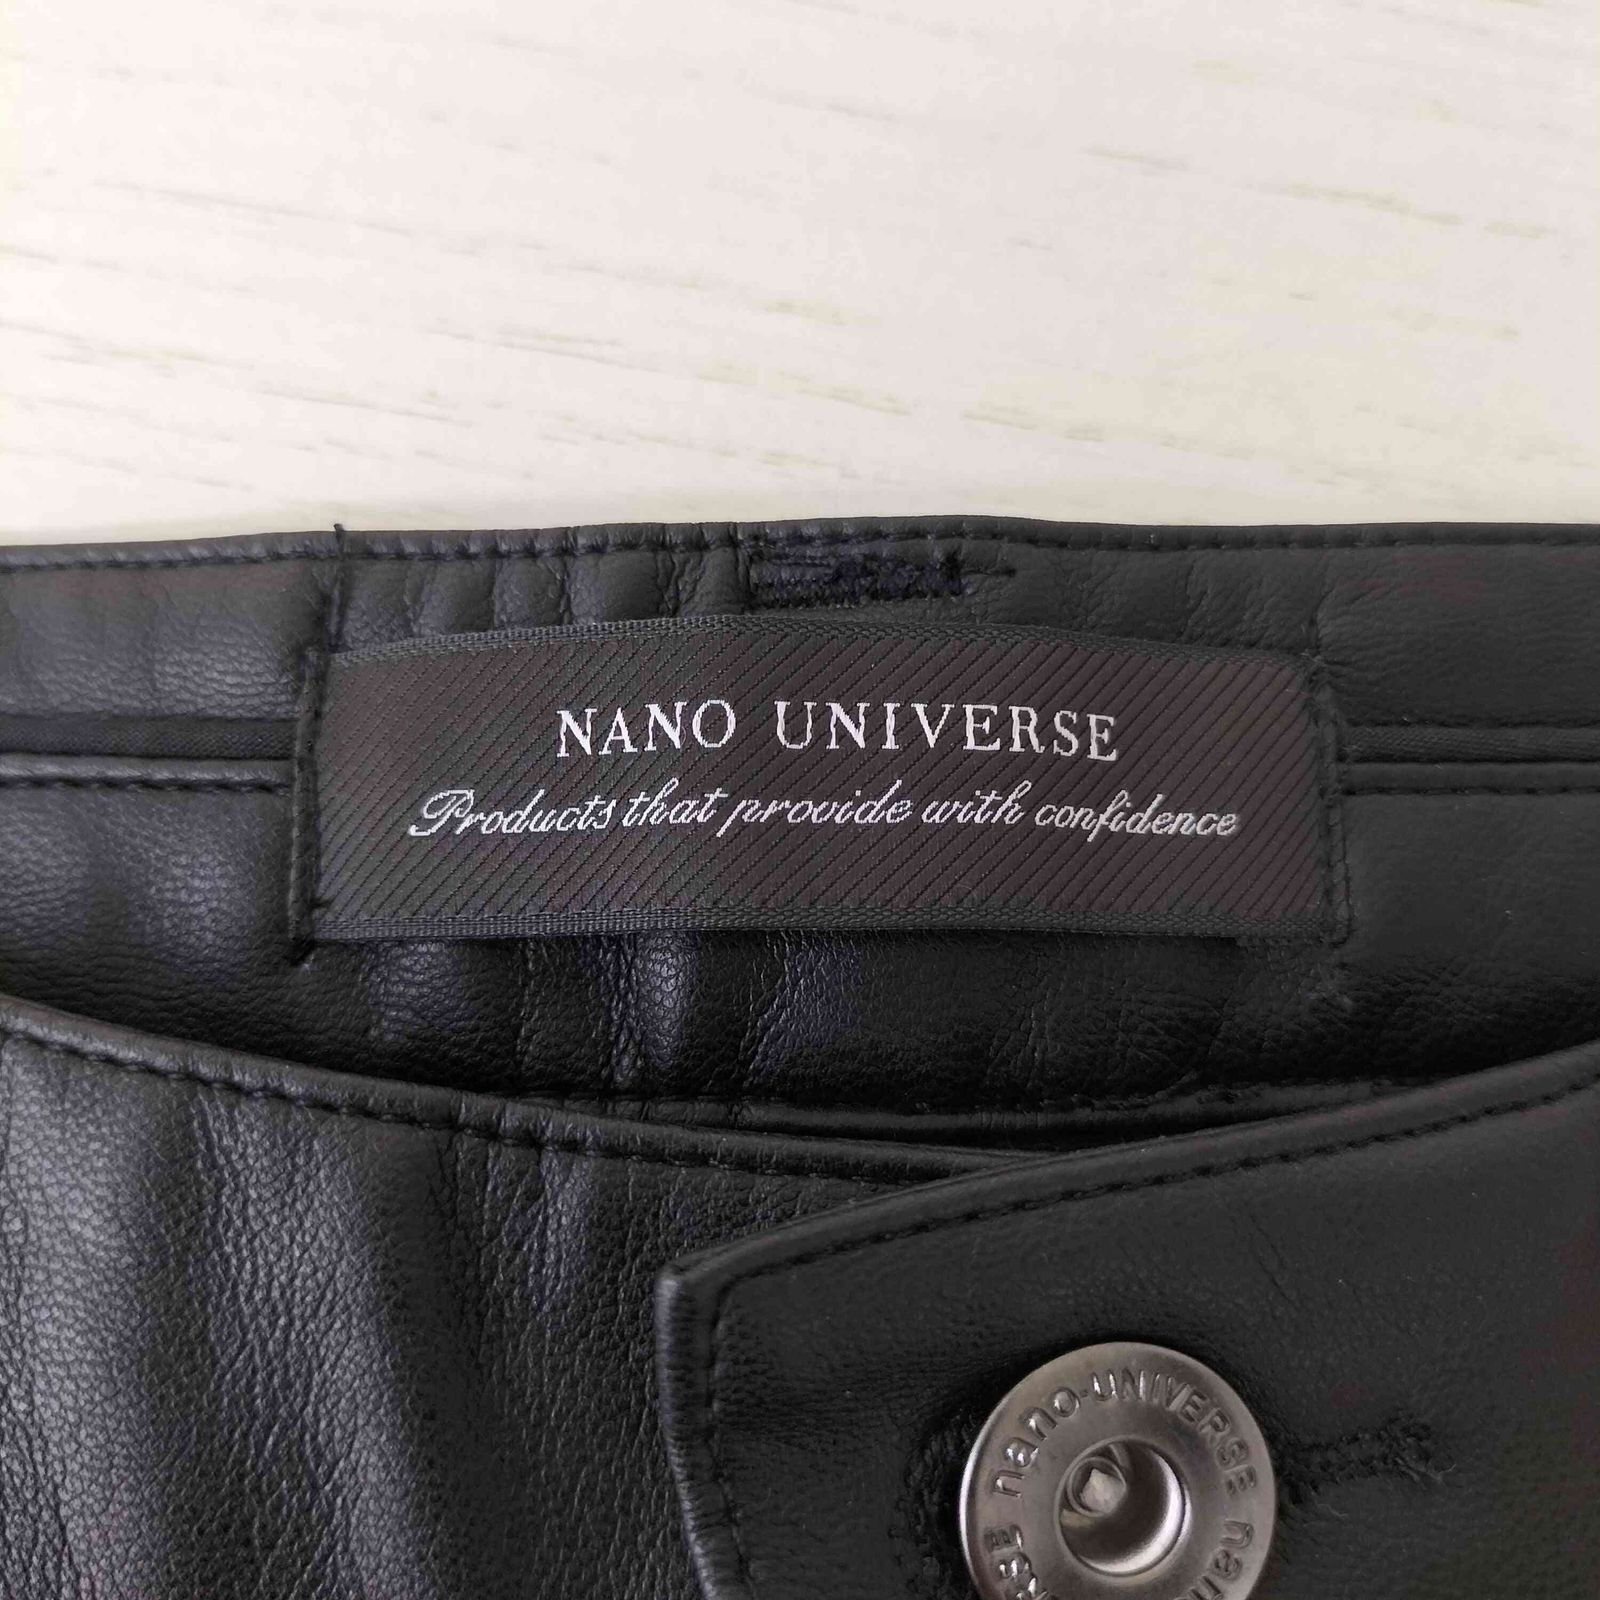 NANO UNIVERSE
Products that provide with confidence
nano·UNIVERSE